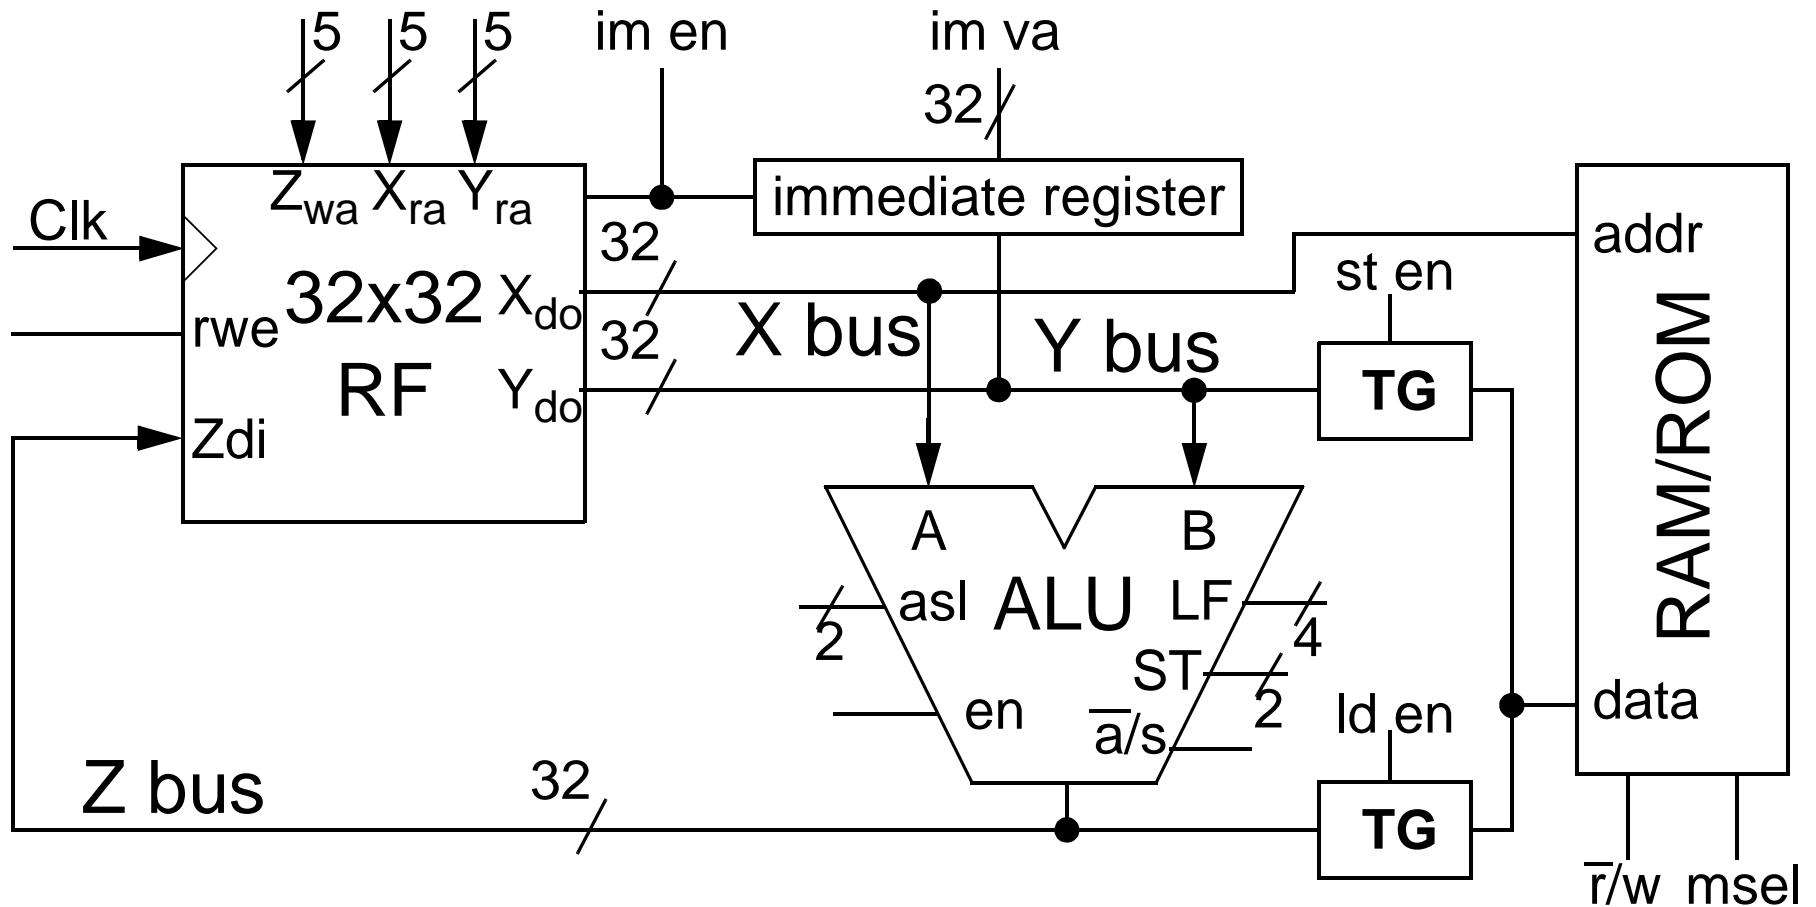 5 5 5 im en im va
32
Zwa Xra Yra immediate register
Clk addr
32 st en
32x32 Xdo
rwe X bus Y bus
32
RF Ydo TG
Zdi
RAM/ROM
A B
asl ALU LF
2 4
ST
2
en a̅/s ld en data
Z bus 32
TG
r̅/w msel